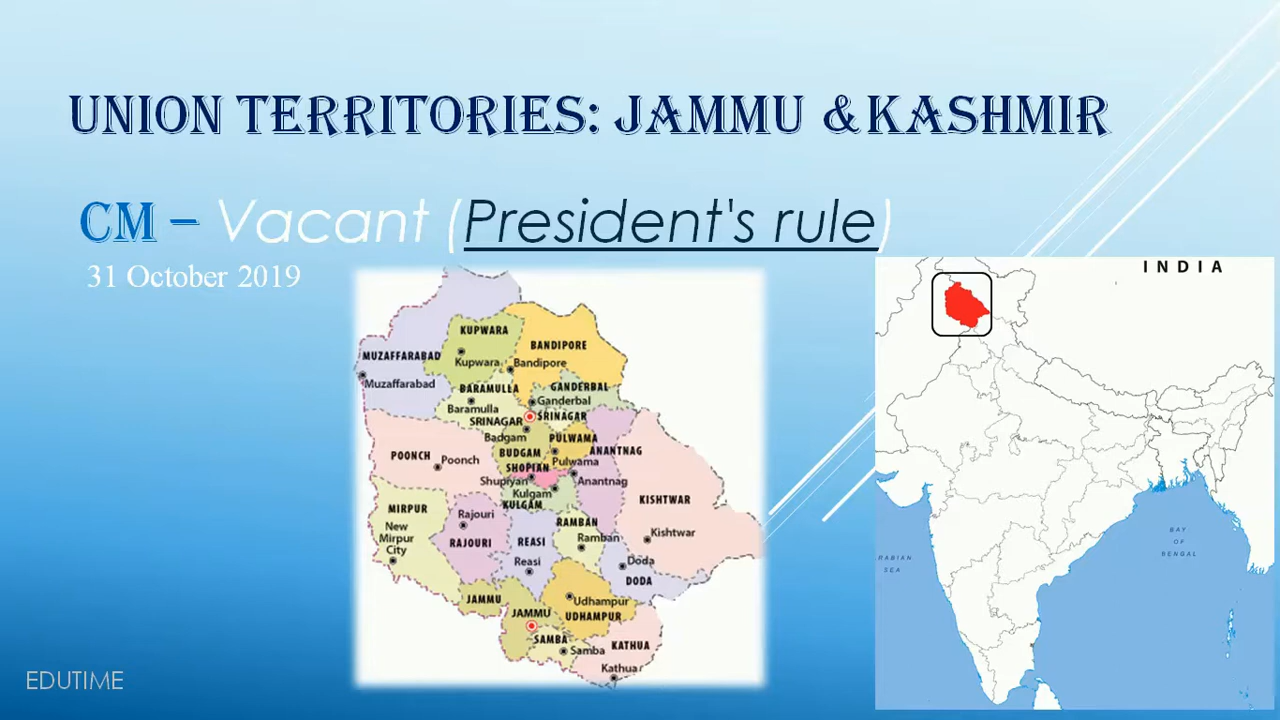 UNION TERRITORIES: JAMMU & KASHMIR
CM – Vacant (President's rule)
31 October 2019
KUPWARA
Kupwara
BANDIPORE
Bandipore
MUZAFFARABAD
Muzaffarabad
BARAMULLA
Baramulla
GANDERBAL
Ganderbal
SRINAGAR
SRINAGAR
Badgam
BUDGAM
PULWAMA
Pulwama
ANANTNAG
Anantnag
POONCH
Poonch
SHOPIAN
Shupiyan
Kulgam
KULGAM
KISHTWAR
Kishtwar
MIRPUR
New
Mirpur
City
Rajouri
RAJOURI
REASI
Reasi
RAMBAN
Ramban
Doda
DODA
JAMMU
JAMMU
Udhampur
UDHAMPUR
SAMBA
Samba
KATHUA
Kathua
INDIA
RABIAN
SEA
BAY
OF
BENGAL
EDUTIME